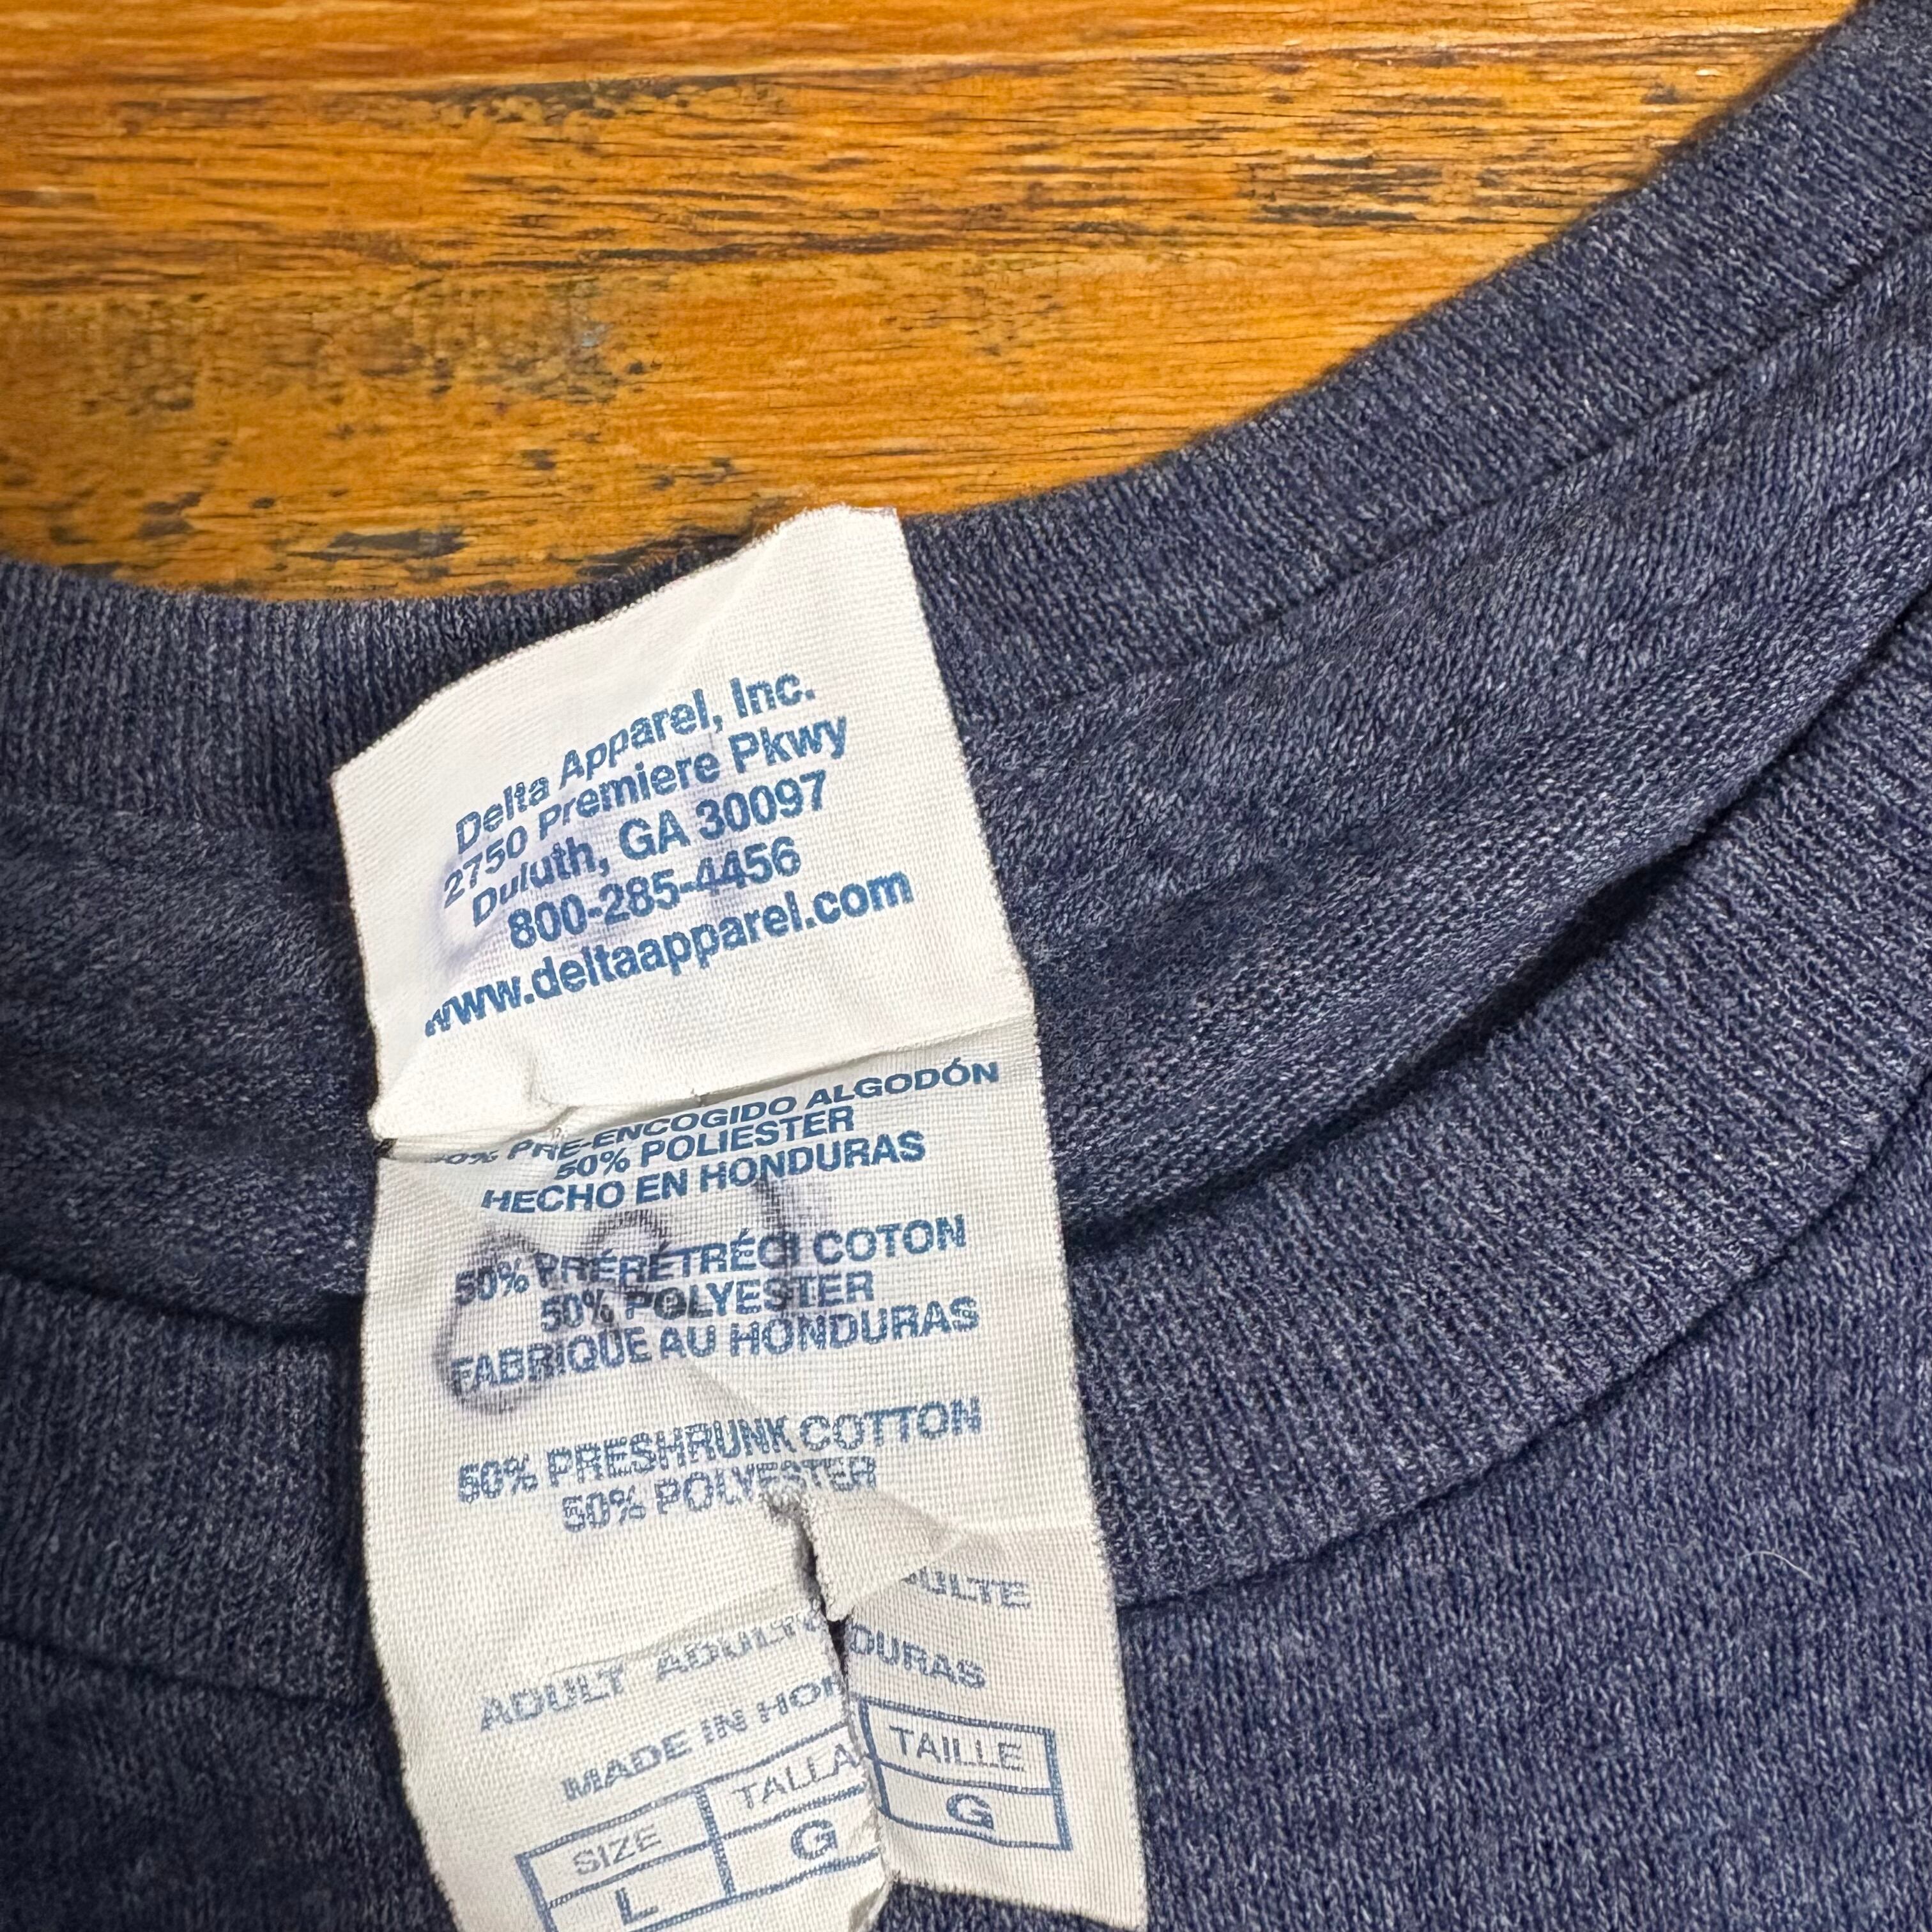 Delta Apparel, Inc.
2750 Premiere Pkwy
Duluth, GA 30097
800-285-4456
www.deltaapparel.com
PRE-ENCOGIDO ALGODÓN
50% POLIESTER
HECHO EN HONDURAS
50% PRÉRÉTRÉCI COTON
50% POLYESTER
FABRIQUE AU HONDURAS
50% PRESHRUNK COTTON
50% POLYESTER
ADULT ADULTO
MADE IN
SIZE TALLA TAILLE
L G G